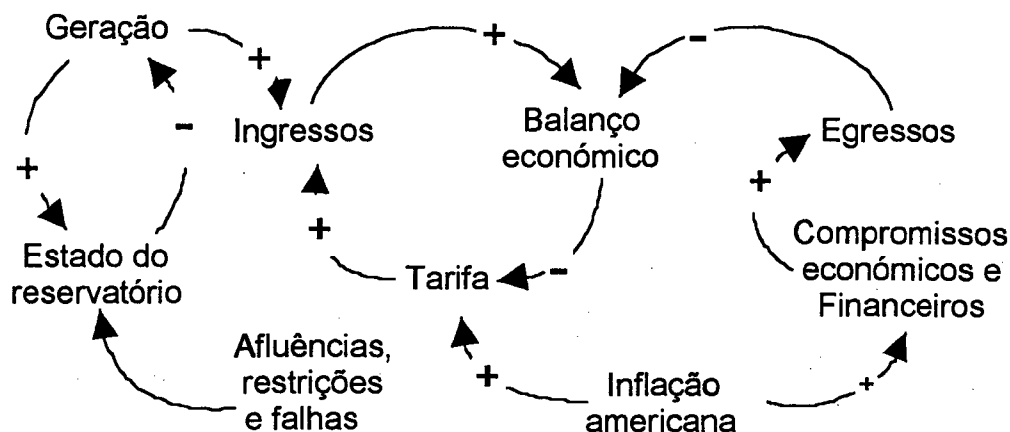 Geração
+
+
-
+
-
Ingressos
Balanço
económico
Egressos
+
+
+
Estado do
reservatório
Tarifa
-
Compromissos
económicos e
Financeiros
Afluências,
restrições
e falhas
+
Inflação
americana
+